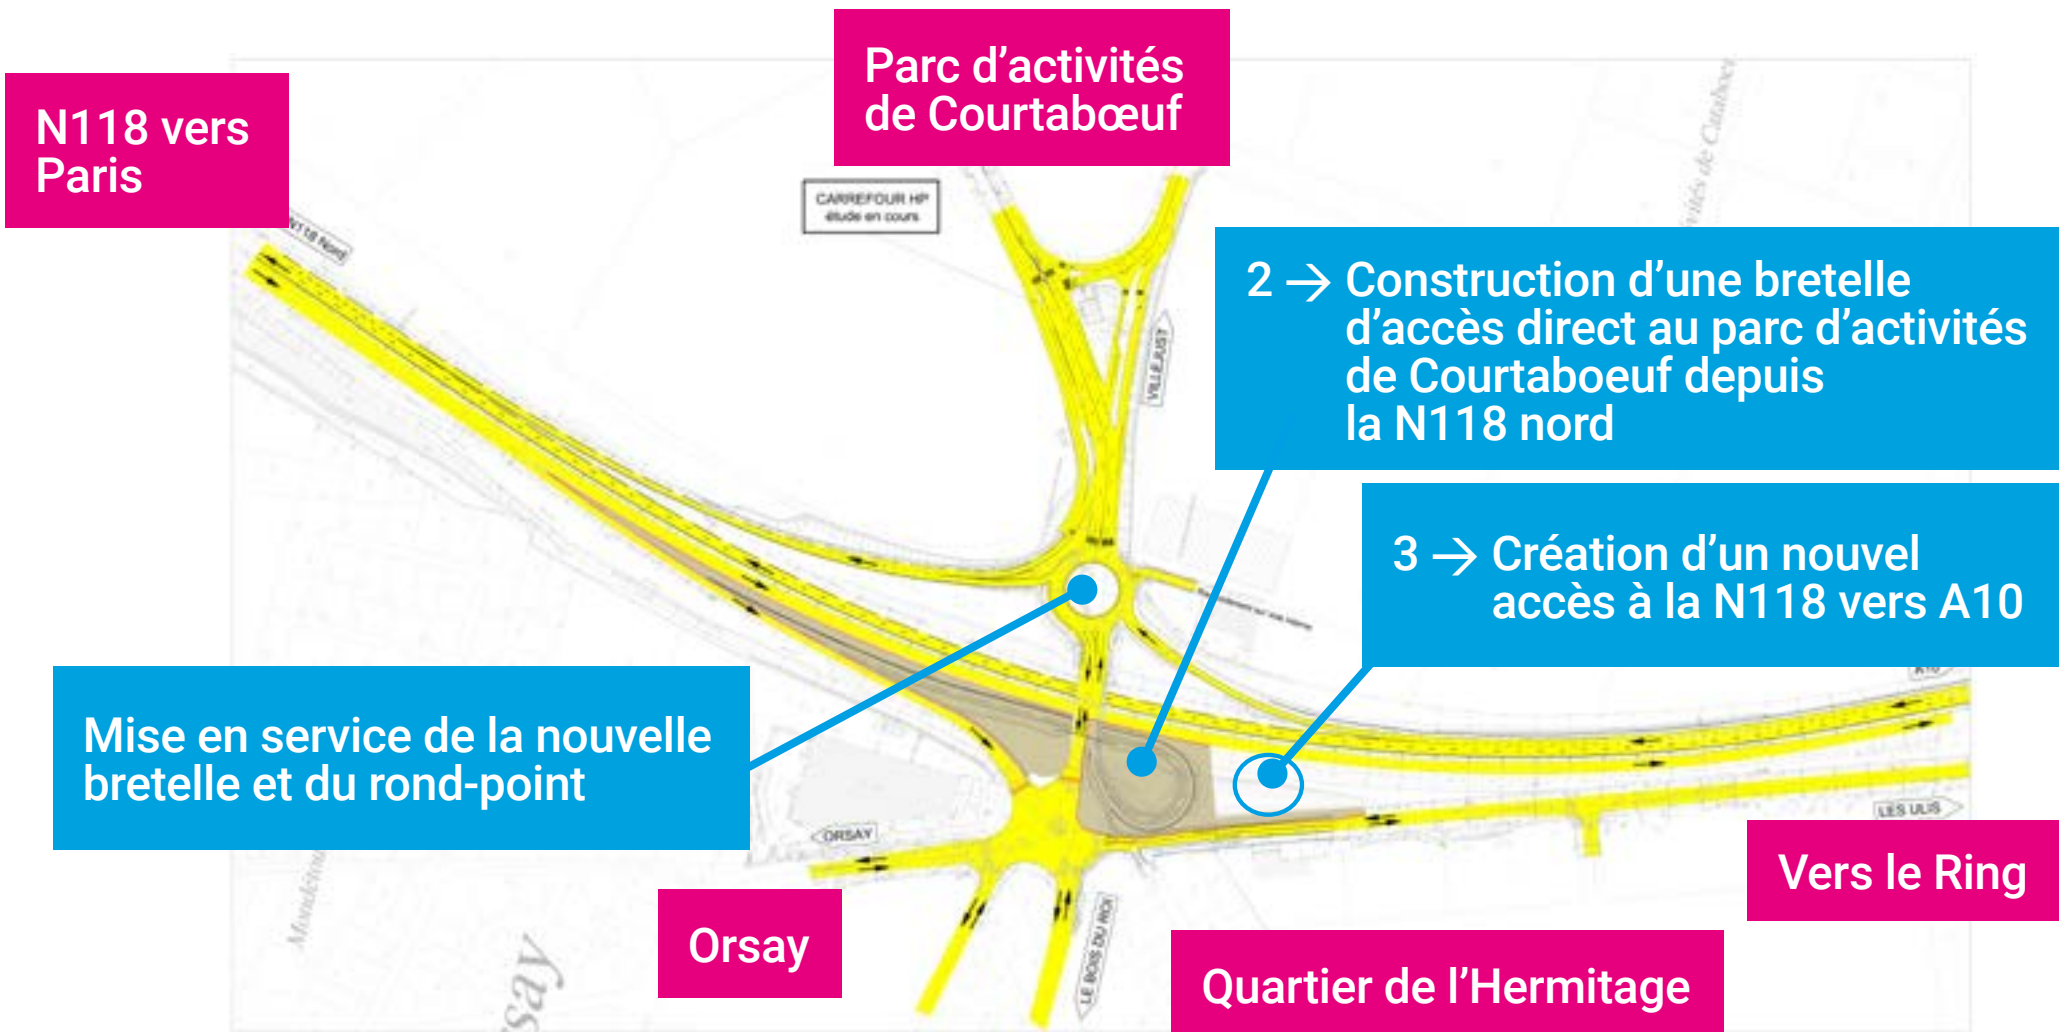 Parc d'activités
de Courtabœuf
N118 vers
Paris
CARREFOUR HP
étude en cours
N118 Nord
2 → Construction d'une bretelle
d'accès direct au parc d'activités
de Courtaboeuf depuis
la N118 nord
VILLEJUST
3 → Création d'un nouvel
accès à la N118 vers A10
A10
Mise en service de la nouvelle
bretelle et du rond-point
ORSAY
LES ULIS
Vers le Ring
Orsay
LE BOIS DU ROI
Quartier de l'Hermitage